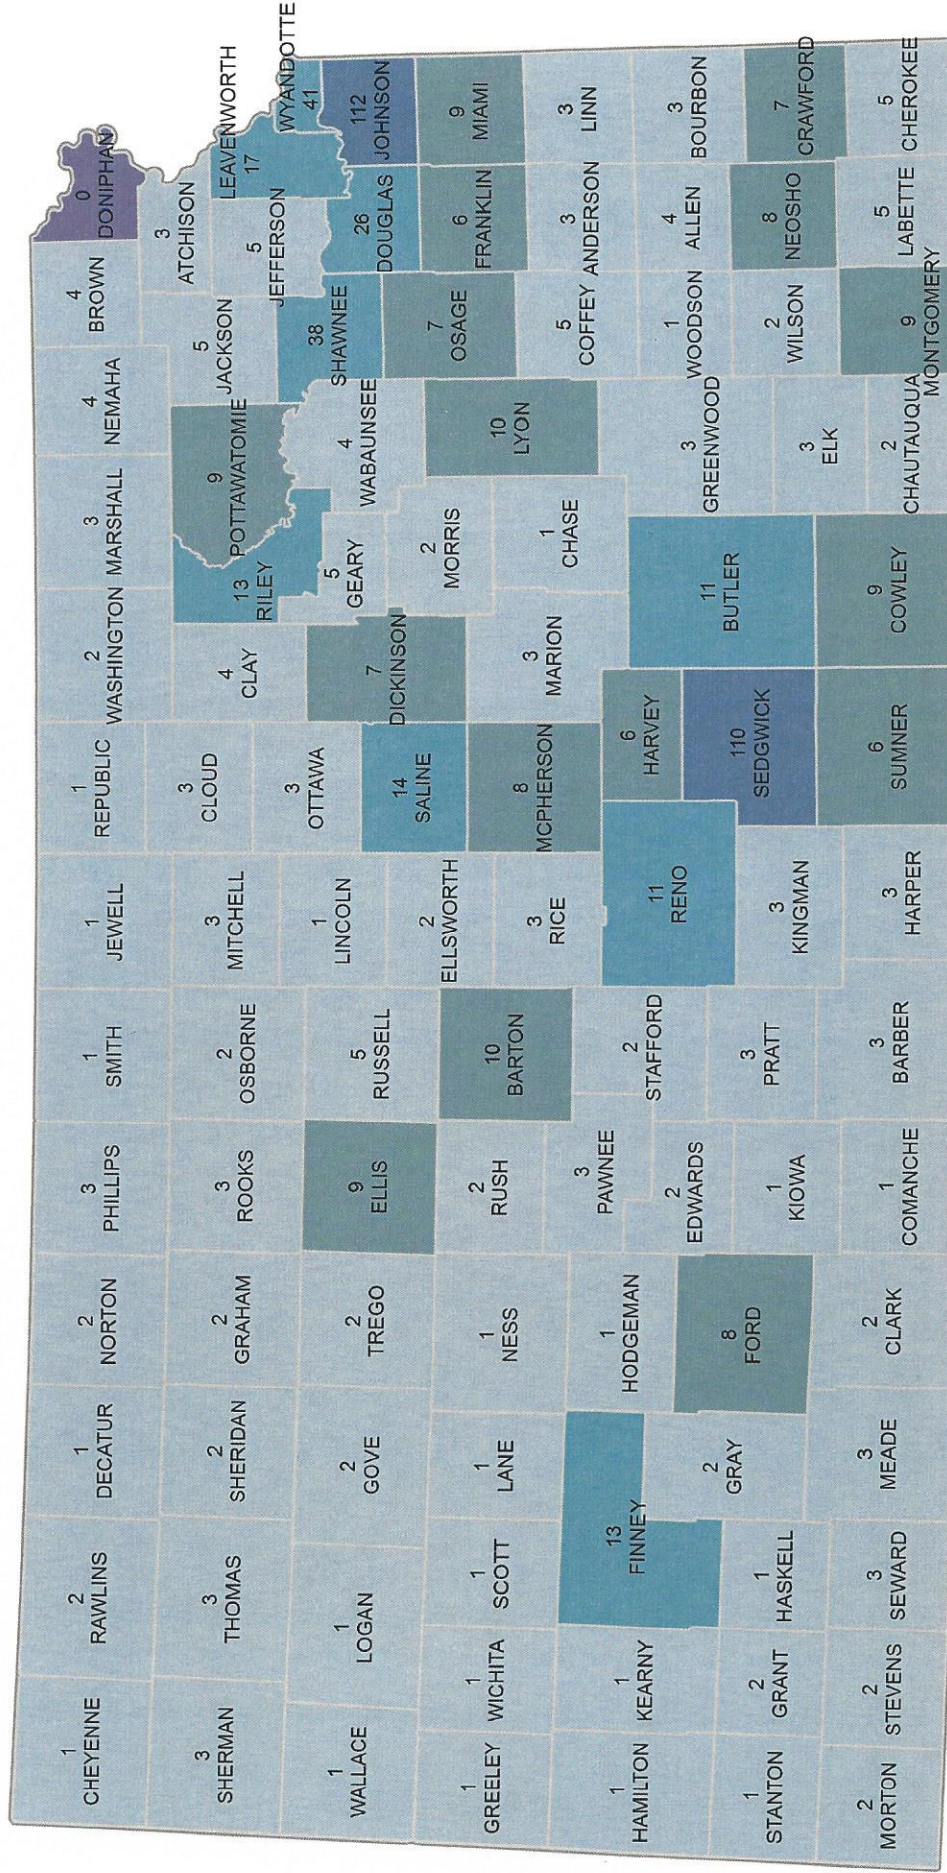 1
CHEYENNE
2
RAWLINS
1
DECATUR
2
NORTON
3
PHILLIPS
1
SMITH
1
JEWELL
1
REPUBLIC
2
WASHINGTON
3
MARSHALL
4
NEMAHA
4
BROWN
0
DONIPHAN
3
SHERMAN
3
THOMAS
2
SHERIDAN
2
GRAHAM
3
ROOKS
2
OSBORNE
3
MITCHELL
3
CLOUD
4
CLAY
13
RILEY
9
POTTAWATOMIE
5
JACKSON
3
ATCHISON
5
JEFFERSON
LEAVENWORTH
17
WYANDOTTE
41
1
WALLACE
1
LOGAN
2
GOVE
2
TREGO
9
ELLIS
5
RUSSELL
1
LINCOLN
3
OTTAWA
14
SALINE
7
DICKINSON
5
GEARY
4
WABAUNSEE
38
SHAWNEE
26
DOUGLAS
112
JOHNSON
1
GREELEY
1
WICHITA
1
SCOTT
1
LANE
1
NESS
2
RUSH
10
BARTON
2
ELLSWORTH
3
RICE
8
MCPHERSON
3
MARION
2
MORRIS
1
CHASE
10
LYON
7
OSAGE
6
FRANKLIN
9
MIAMI
1
HAMILTON
1
KEARNY
13
FINNEY
1
HODGEMAN
3
PAWNEE
2
STAFFORD
11
RENO
6
HARVEY
11
BUTLER
3
GREENWOOD
5
COFFEY
3
ANDERSON
3
LINN
1
STANTON
2
GRANT
1
HASKELL
2
GRAY
8
FORD
2
EDWARDS
1
KIOWA
3
PRATT
3
KINGMAN
110
SEDGWICK
3
ELK
1
WOODSON
4
ALLEN
3
BOURBON
2
WILSON
8
NEOSHO
7
CRAWFORD
2
MORTON
2
STEVENS
3
SEWARD
3
MEADE
2
CLARK
1
COMANCHE
3
BARBER
3
HARPER
6
SUMNER
9
COWLEY
2
CHAUTAUQUA
9
MONTGOMERY
5
LABETTE
5
CHEROKEE